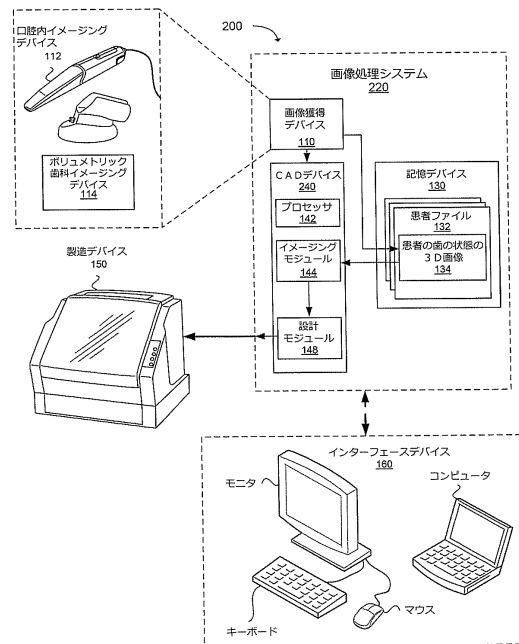 200
口腔内イメージング
デバイス
112
ボリュメトリック
歯科イメージング
デバイス
114
画像処理システム
220
画像獲得
デバイス
110
CADデバイス
240
プロセッサ
142
イメージング
モジュール
144
設計
モジュール
148
記憶デバイス
130
患者ファイル
132
患者の歯の状態の
3D画像
134
製造デバイス
150
インターフェースデバイス
160
モニタ
コンピュータ
キーボード
マウス